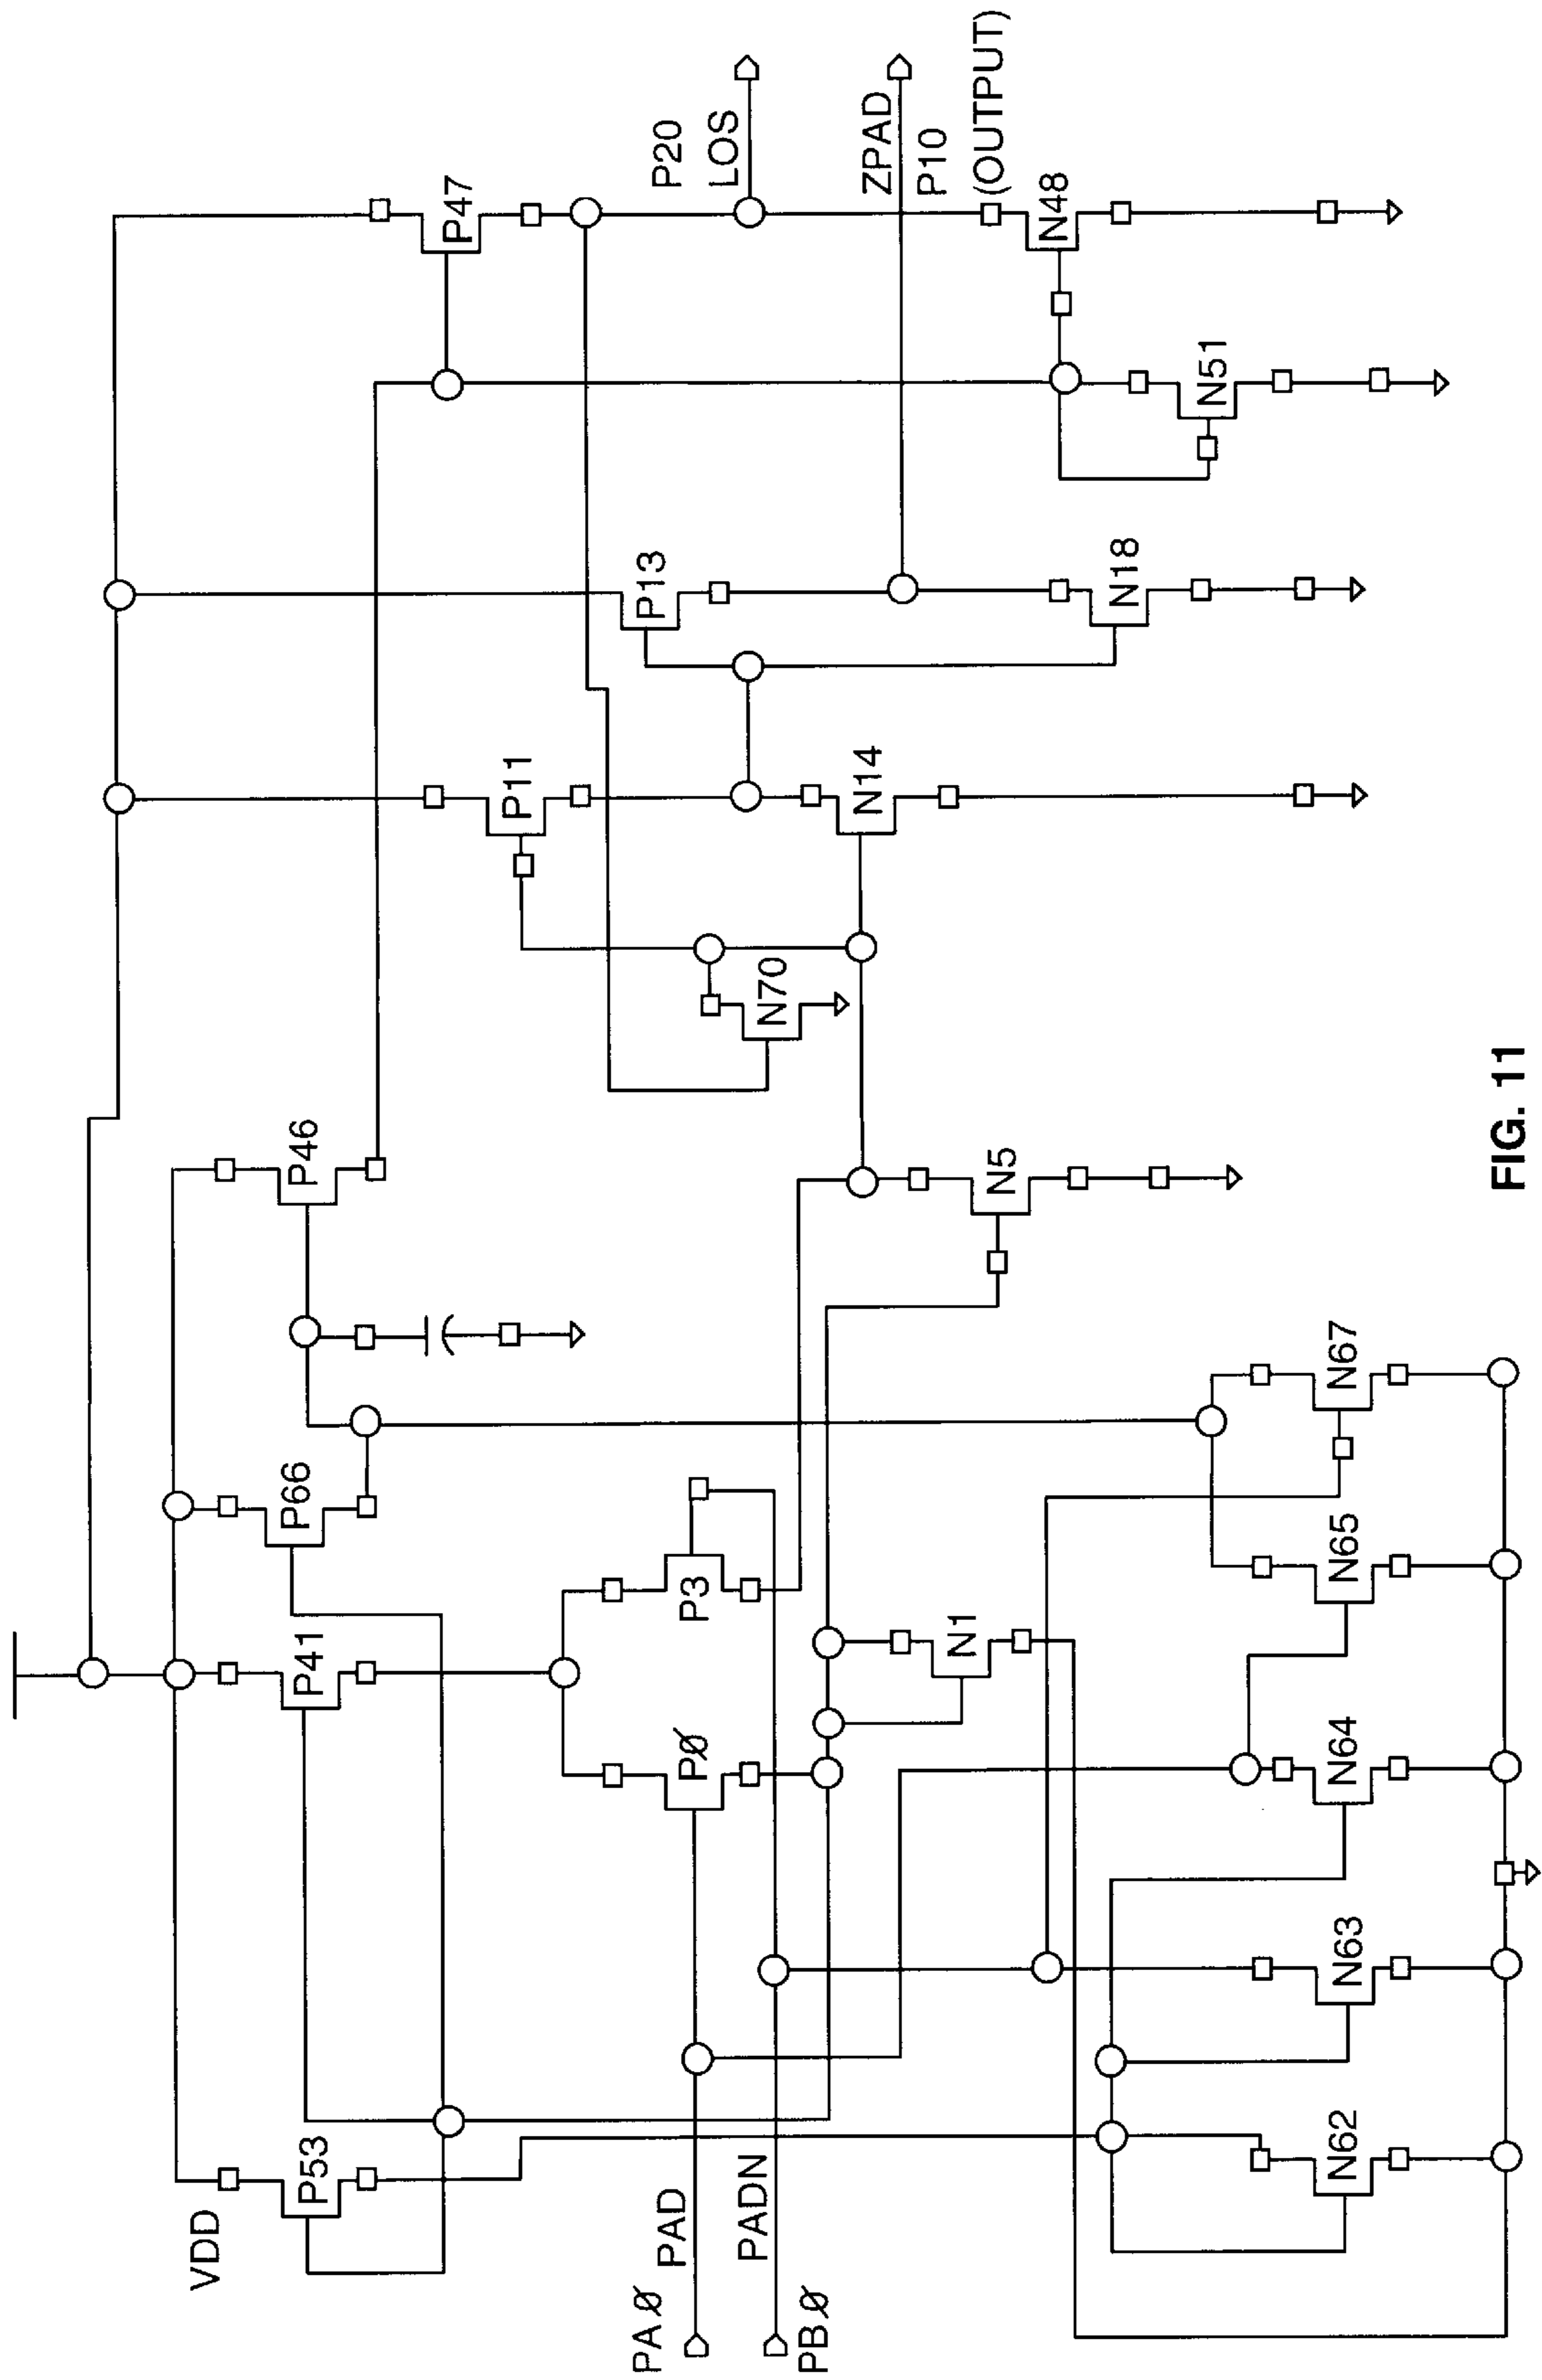 VDD
P53
P41
P66
P46
P47
PAØ
PAD
PØ
P3
PADN
PBØ
N1
N5
N70
P11
N14
P13
N18
P20
LOS
ZPAD
P10
(OUTPUT)
N48
N51
N62
N63
N64
N65
N67
FIG. 11